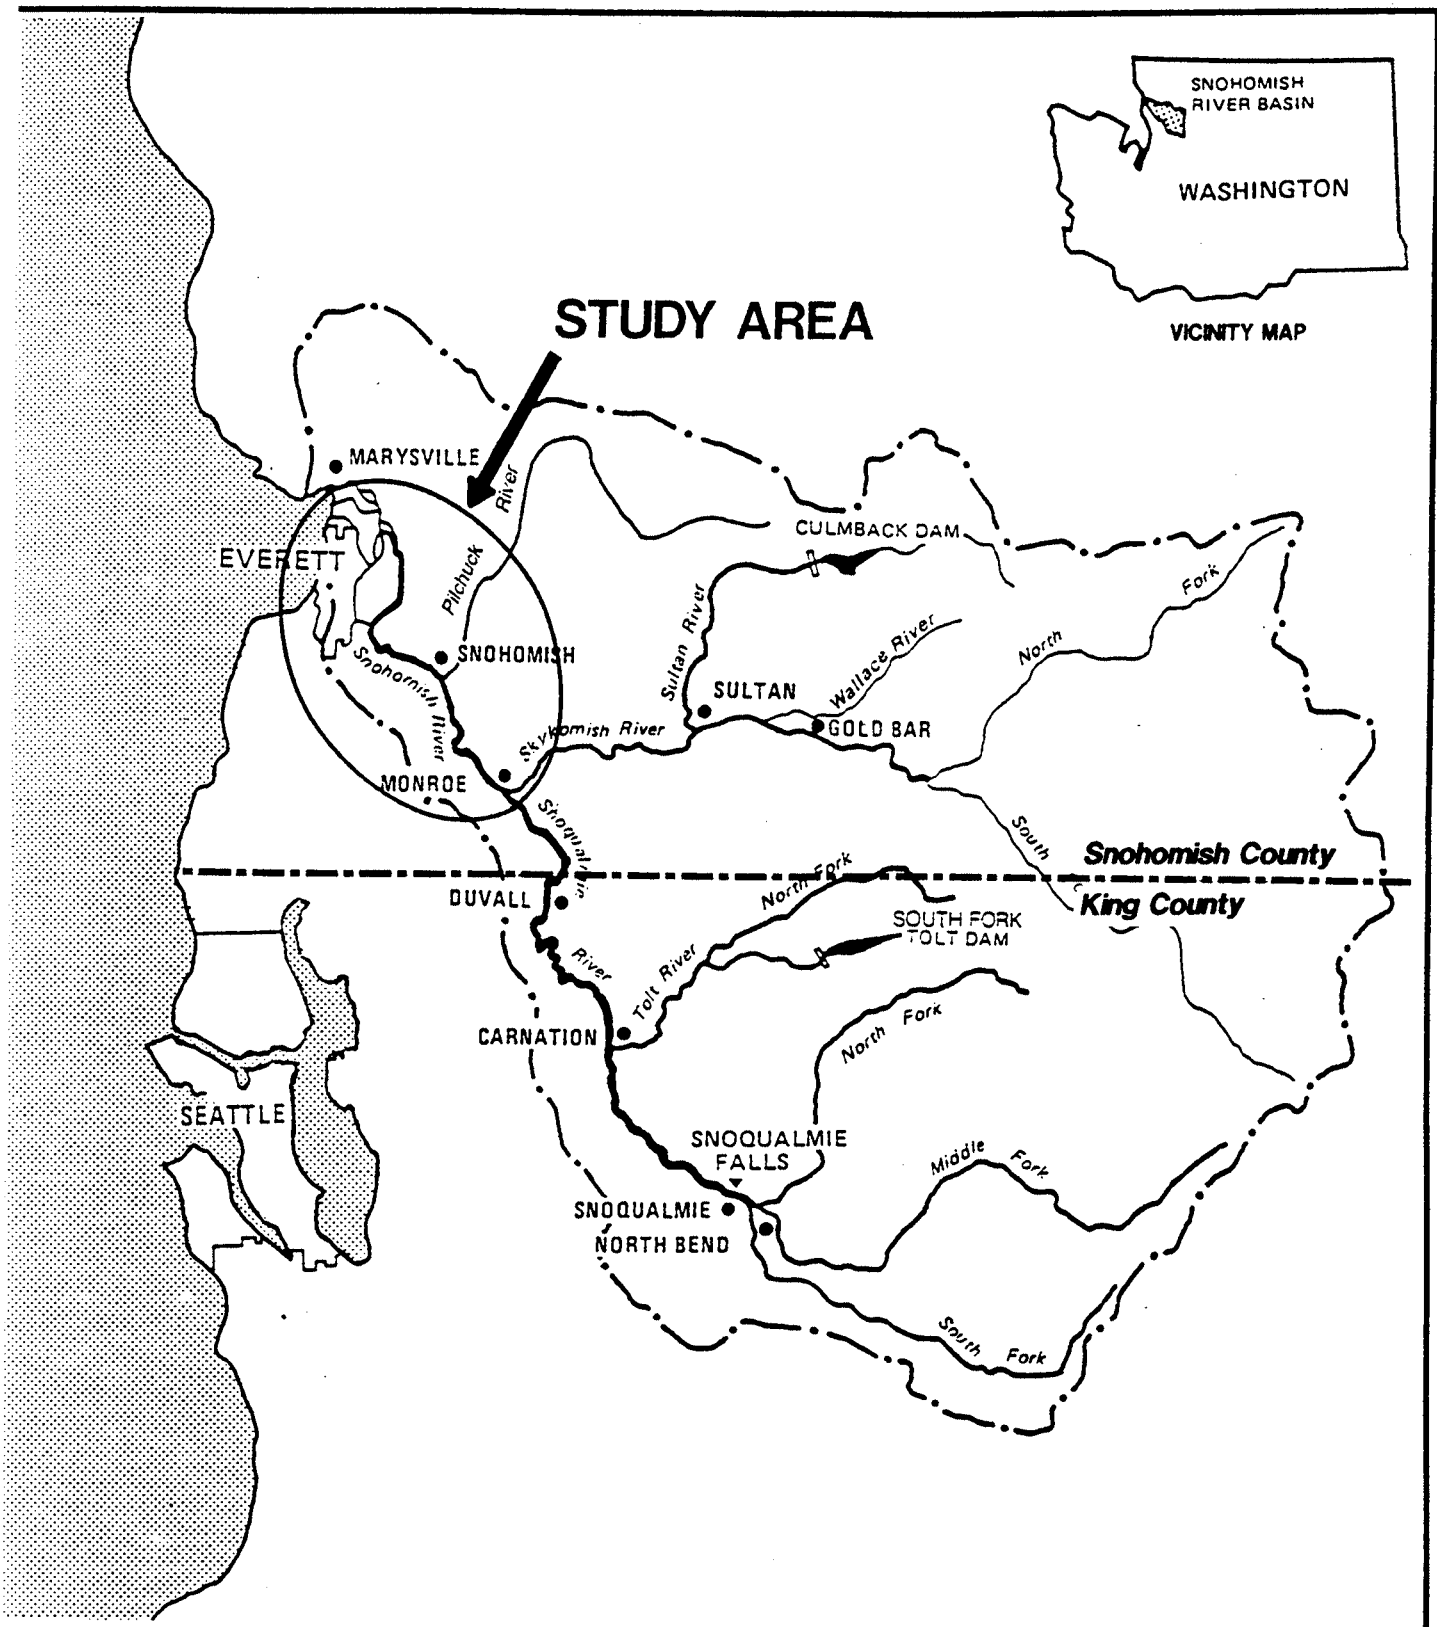 SNOHOMISH
RIVER BASIN
WASHINGTON
VICINITY MAP
STUDY AREA
MARYSVILLE
River
CULMBACK DAM
EVERETT
Pilchuck
Fork
North
Sultan River
Wallace River
SNOHOMISH
Snohomish River
SULTAN
Skykomish River
GOLD BAR
MONROE
Snoqualmie
South
Snohomish County
North Fork
DUVALL
King County
SOUTH FORK
TOLT DAM
River
Tolt River
CARNATION
North Fork
SEATTLE
SNOQUALMIE
FALLS
Middle Fork
SNOQUALMIE
NORTH BEND
South Fork